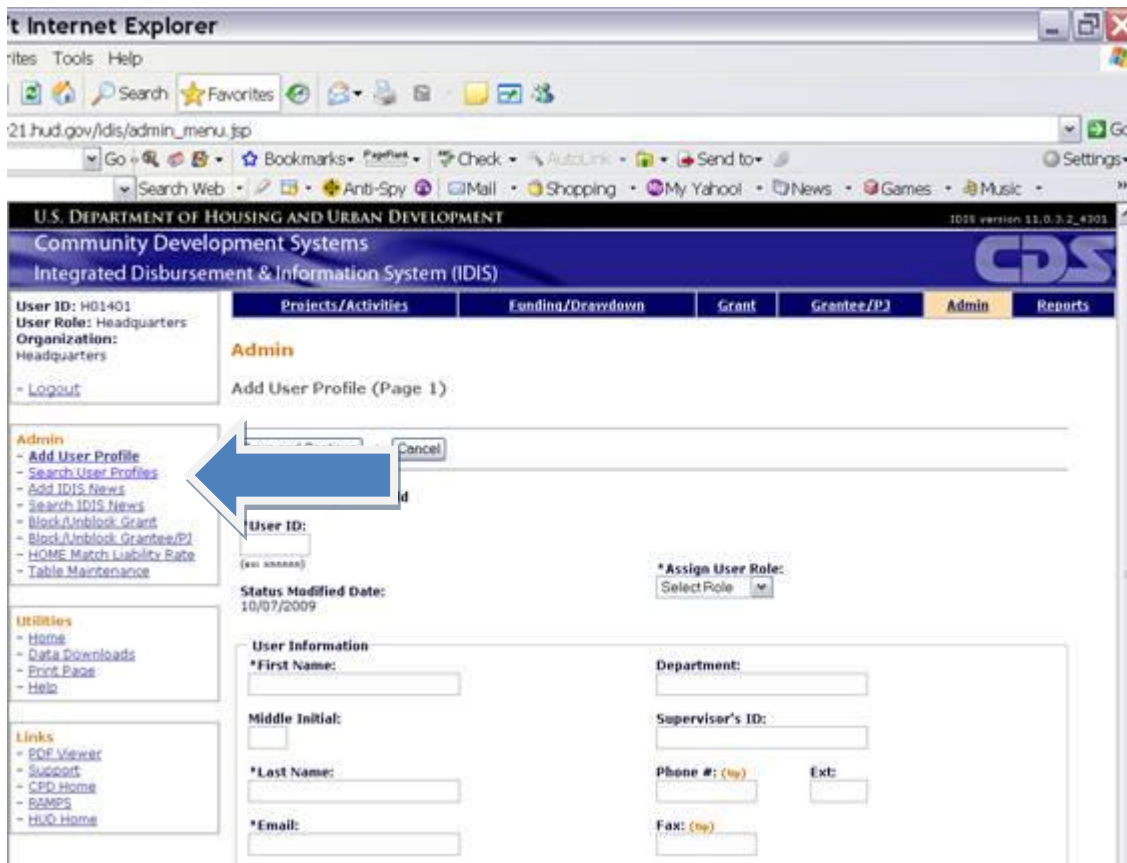 't Internet Explorer
rites Tools Help
Search Favorites
21.hud.gov/idis/admin_menu.jsp Go
Go Bookmarks PageRank Check AutoLink Send to Settings
Search Web Anti-Spy Mail Shopping My Yahoo! News Games Music
U.S. DEPARTMENT OF HOUSING AND URBAN DEVELOPMENT IDIS version 11.0.3.2_4301
Community Development Systems
Integrated Disbursement & Information System (IDIS)
CDS
Projects/Activities Funding/Drawdown Grant Grantee/PJ Admin Reports
User ID: H01401
User Role: Headquarters
Organization:
Headquarters
- Logout
Admin
- Add User Profile
- Search User Profiles
- Add IDIS News
- Search IDIS News
- Block/Unblock Grant
- Block/Unblock Grantee/PJ
- HOME Match Liability Rate
- Table Maintenance
Utilities
- Home
- Data Downloads
- Print Page
- Help
Links
- PDF Viewer
- Support
- CPD Home
- RAMPS
- HUD Home
Admin
Add User Profile (Page 1)
Cancel
*User ID:
Status Modified Date:
10/07/2009
*Assign User Role:
Select Role
User Information
*First Name: Department:
Middle Initial: Supervisor's ID:
*Last Name: Phone #: (tip) Ext:
*Email: Fax: (tip)